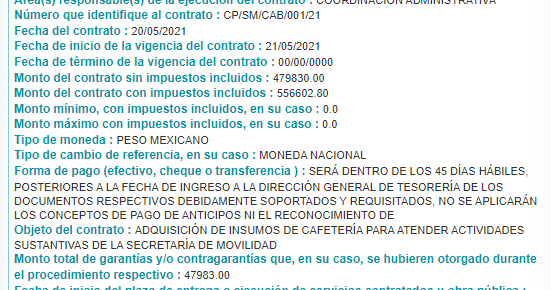 Área(s) responsable(s) de la ejecución del contrato : COORDINACIÓN ADMINISTRATIVA
Número que identifique al contrato : CP/SM/CAB/001/21
Fecha del contrato : 20/05/2021
Fecha de inicio de la vigencia del contrato : 21/05/2021
Fecha de término de la vigencia del contrato : 00/00/0000
Monto del contrato sin impuestos incluidos : 479830.00
Monto del contrato con impuestos incluidos : 556602.80
Monto mínimo, con impuestos incluidos, en su caso : 0.0
Monto máximo con impuestos incluidos, en su caso : 0.0
Tipo de moneda : PESO MEXICANO
Tipo de cambio de referencia, en su caso : MONEDA NACIONAL
Forma de pago (efectivo, cheque o transferencia ) : SERÁ DENTRO DE LOS 45 DÍAS HÁBILES,
POSTERIORES A LA FECHA DE INGRESO A LA DIRECCIÓN GENERAL DE TESORERÍA DE LOS
DOCUMENTOS RESPECTIVOS DEBIDAMENTE SOPORTADOS Y REQUISITADOS, NO SE APLICARÁN
LOS CONCEPTOS DE PAGO DE ANTICIPOS NI EL RECONOCIMIENTO DE
Objeto del contrato : ADQUISICIÓN DE INSUMOS DE CAFETERÍA PARA ATENDER ACTIVIDADES
SUSTANTIVAS DE LA SECRETARÍA DE MOVILIDAD
Monto total de garantías y/o contragarantías que, en su caso, se hubieren otorgado durante
el procedimiento respectivo : 47983.00
Fecha de inicio del plazo de entrega o ejecución de servicios contratados u obra pública :